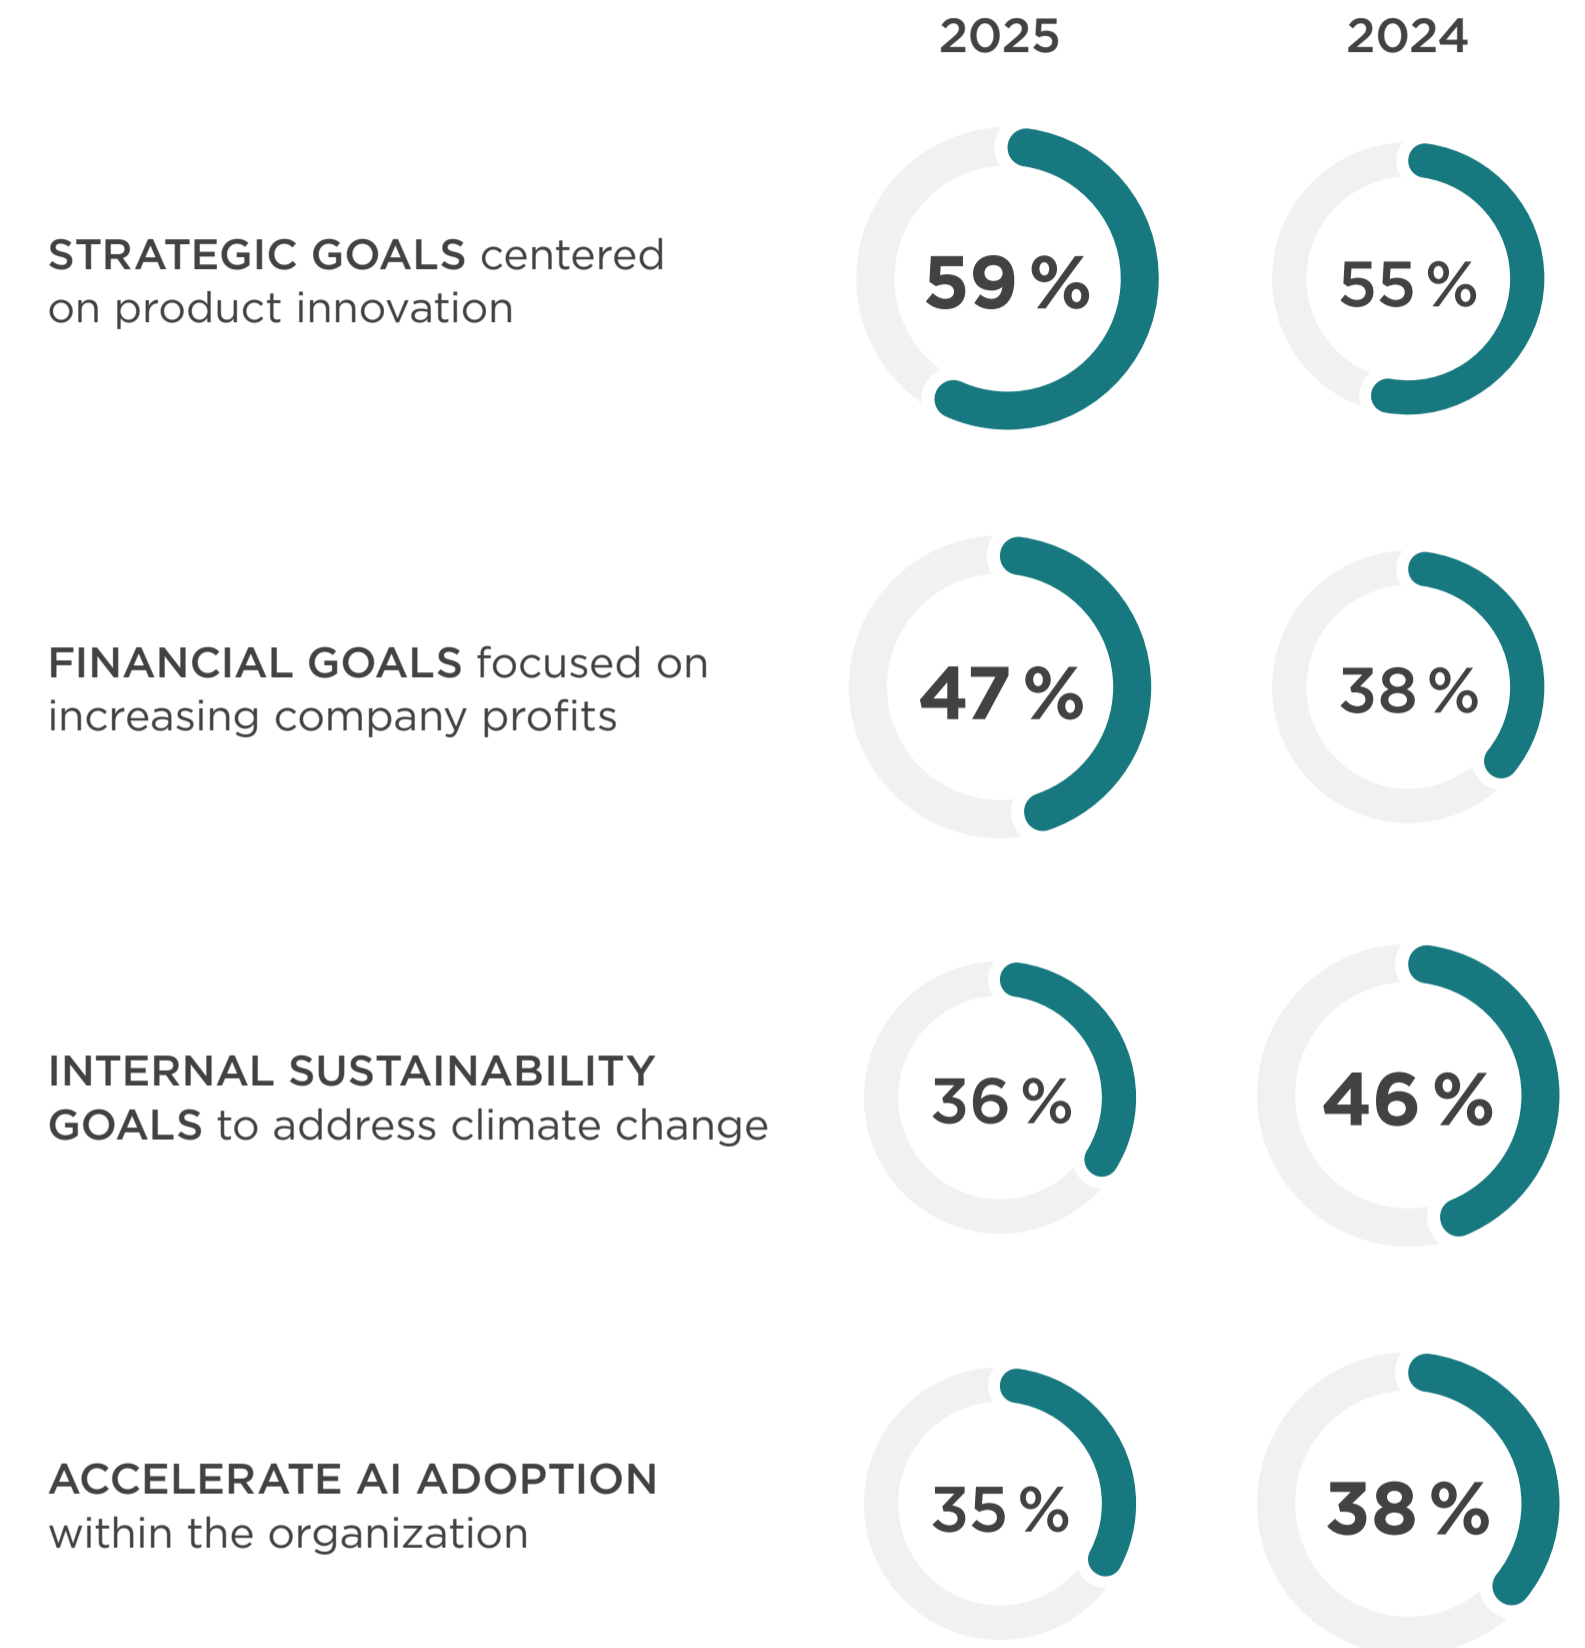 2025 2024
STRATEGIC GOALS centered
on product innovation
59 % 55 %
FINANCIAL GOALS focused on
increasing company profits
47 % 38 %
INTERNAL SUSTAINABILITY
GOALS to address climate change
36 % 46 %
ACCELERATE AI ADOPTION
within the organization
35 % 38 %